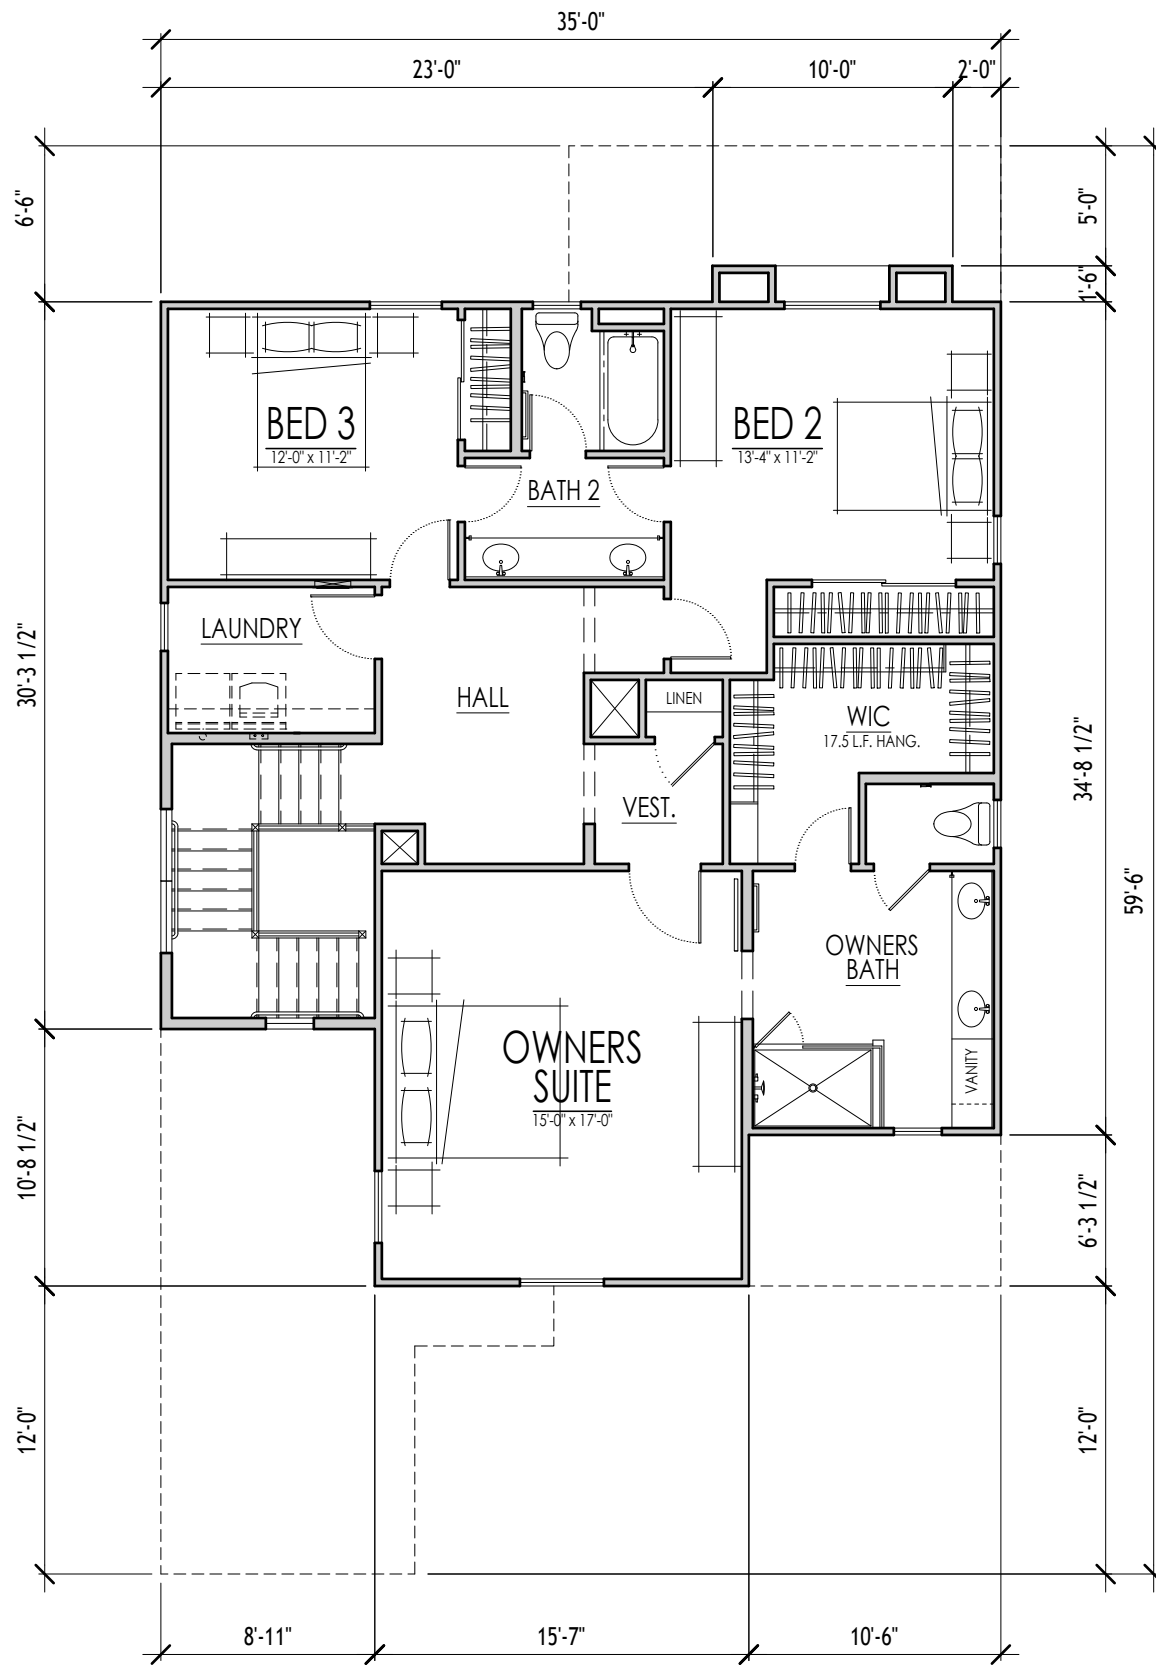 35'-0"
23'-0"
10'-0"
2'-0"
6'-6"
5'-0"
1'-6"
BED 3
12'-0" x 11'-2"
BED 2
13'-4" x 11'-2"
BATH 2
LAUNDRY
30'-3 1/2"
HALL
LINEN
WIC
17.5 L.F. HANG.
34'-8 1/2"
VEST.
59'-6"
OWNERS
BATH
OWNERS
SUITE
15'-0" x 17'-0"
VANITY
10'-8 1/2"
6'-3 1/2"
12'-0"
12'-0"
8'-11"
15'-7"
10'-6"